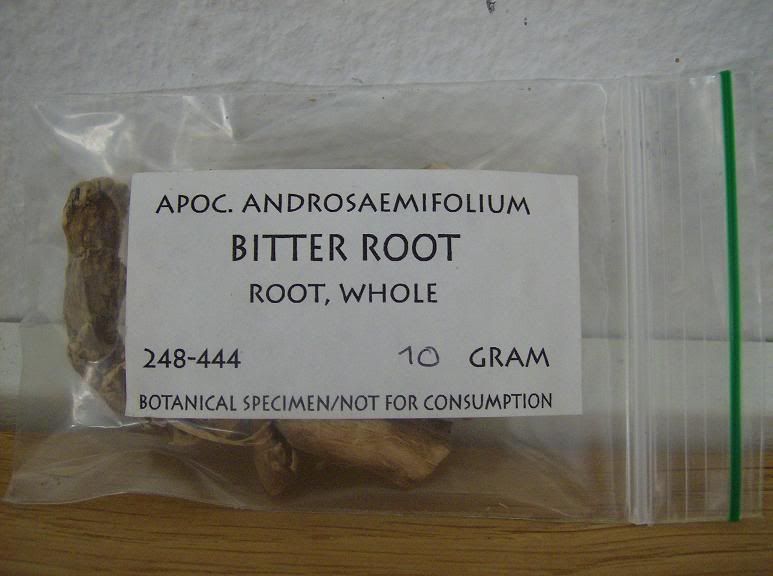 APOC. ANDROSAEMIFOLIUM
BITTER ROOT
ROOT, WHOLE
248-444 10 GRAM
BOTANICAL SPECIMEN/NOT FOR CONSUMPTION